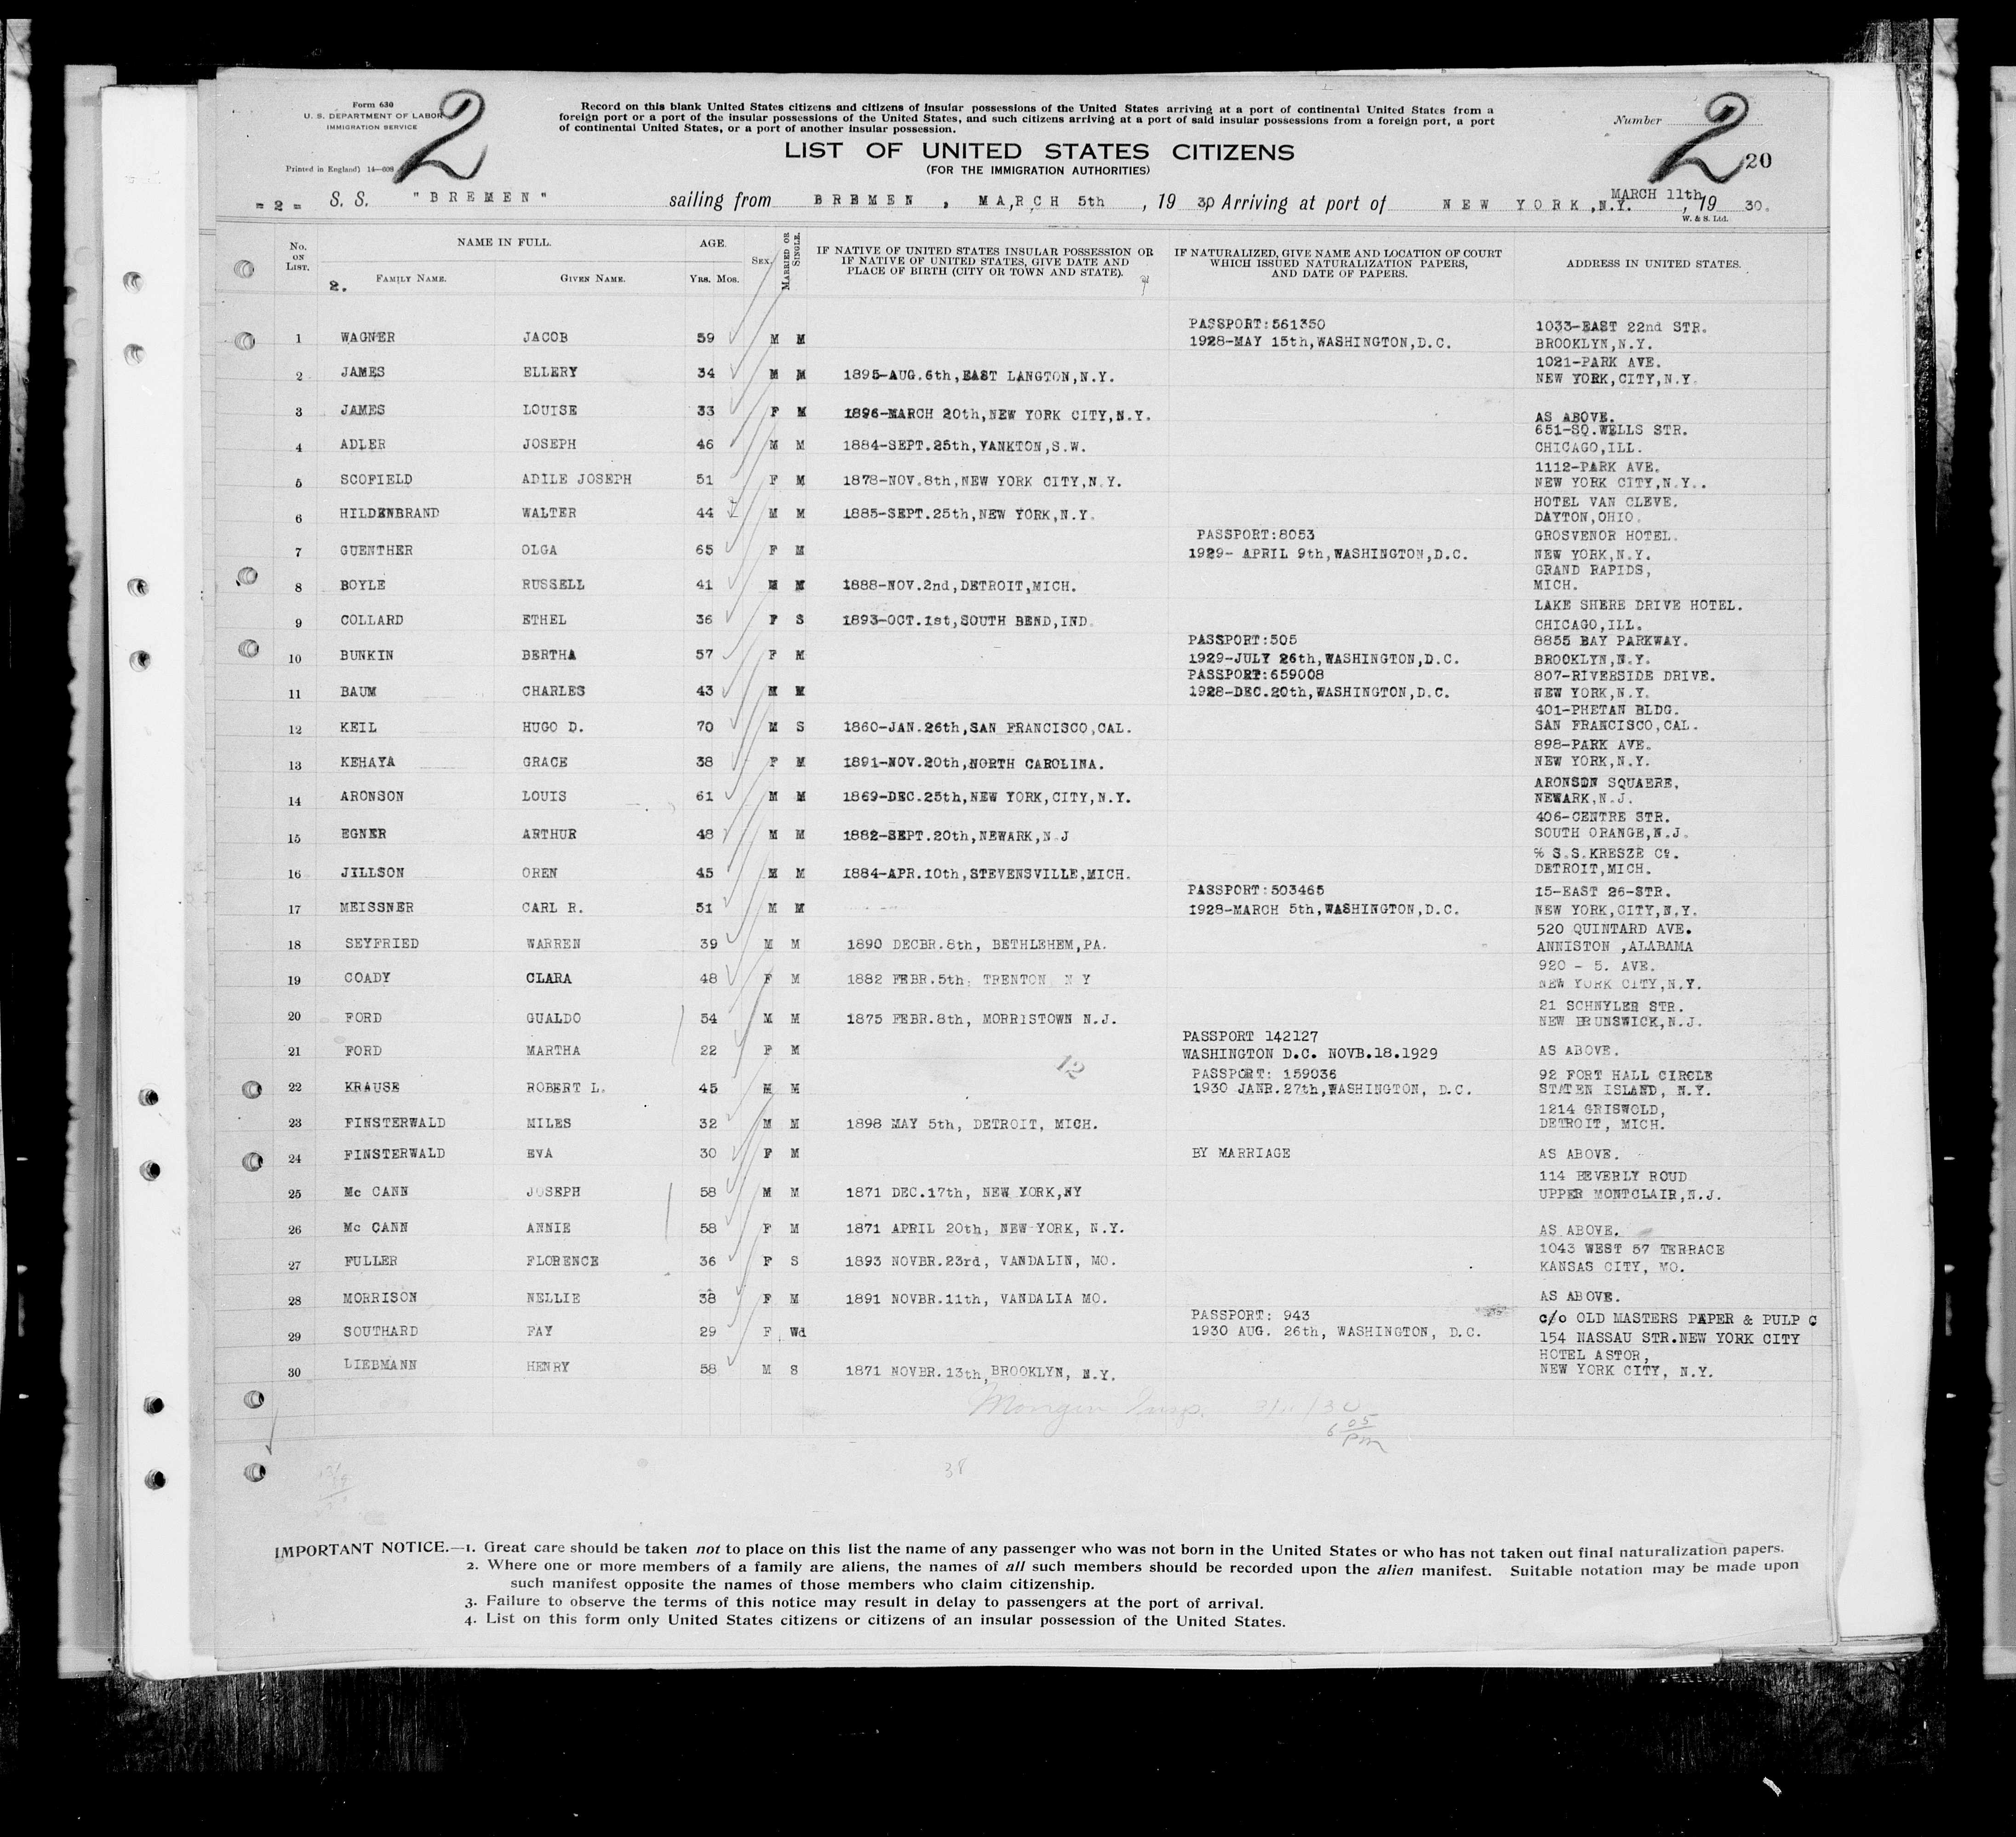 Form 630
U. S. DEPARTMENT OF LABOR
IMMIGRATION SERVICE
Printed in England) 14—608
2
Record on this blank United States citizens and citizens of insular possessions of the United States arriving at a port of continental United States from a
foreign port or a port of the insular possessions of the United States, and such citizens arriving at a port of said insular possessions from a foreign port, a port
of continental United States, or a port of another insular possession.
Number
2 20
LIST OF UNITED STATES CITIZENS
(FOR THE IMMIGRATION AUTHORITIES)
= 2 = S. S. "BREMEN" sailing from BREMEN, MARCH 5th, 19 30 Arriving at port of NEW YORK,N.Y. MARCH 11th, 19 30.
W. & S. Ltd.
No. ON LIST. NAME IN FULL. AGE. SEX. MARRIED OR SINGLE. IF NATIVE OF UNITED STATES INSULAR POSSESSION OR IF NATIVE OF UNITED STATES, GIVE DATE AND PLACE OF BIRTH (CITY OR TOWN AND STATE). IF NATURALIZED, GIVE NAME AND LOCATION OF COURT WHICH ISSUED NATURALIZATION PAPERS, AND DATE OF PAPERS. ADDRESS IN UNITED STATES.
2. FAMILY NAME. GIVEN NAME. YRS. MOS.
PASSPORT:561350 1033-EAST 22nd STR.
1 WAGNER JACOB 59 M M 1928-MAY 15th,WASHINGTON,D.C. BROOKLYN,N.Y.
1021-PARK AVE.
2 JAMES ELLERY 34 M M 1895-AUG.6th,EAST LANGTON,N.Y. NEW YORK,CITY,N.Y.
3 JAMES LOUISE 33 F M 1896-MARCH 20th,NEW YORK CITY,N.Y. AS ABOVE.
651-SO.WELLS STR.
4 ADLER JOSEPH 46 M M 1884-SEPT.25th,YANKTON,S.W. CHICAGO,ILL.
1112-PARK AVE.
5 SCOFIELD ADILE JOSEPH 51 F M 1878-NOV.8th,NEW YORK CITY,N.Y. NEW YORK CITY,N.Y..
HOTEL VAN CLEVE.
6 HILDENBRAND WALTER 44 M M 1885-SEPT.25th,NEW YORK,N.Y. DAYTON,OHIO.
PASSPORT:8053 GROSVENOR HOTEL.
7 GUENTHER OLGA 65 F M 1929- APRIL 9th,WASHINGTON,D.C. NEW YORK,N.Y.
GRAND RAPIDS,
8 BOYLE RUSSELL 41 M M 1888-NOV.2nd,DETROIT,MICH. MICH.
LAKE SHERE DRIVE HOTEL.
9 COLLARD ETHEL 36 F S 1893-OCT.1st,SOUTH BEND,IND. CHICAGO,ILL.
PASSPORT:505 8855 BAY PARKWAY.
10 BUNKIN BERTHA 57 F M 1929-JULY 26th,WASHINGTON,D.C. BROOKLYN,N.Y.
PASSPORT:659008 807-RIVERSIDE DRIVE.
11 BAUM CHARLES 43 M M 1928-DEC.20th,WASHINGTON,D.C. NEW YORK,N.Y.
401-PHETAN BLDG.
12 KEIL HUGO D. 70 M S 1860-JAN.26th,SAN FRANCISCO,CAL. SAN FRANCISCO,CAL.
898-PARK AVE.
13 KEHAYA GRACE 38 F M 1891-NOV.20th,NORTH CAROLINA. NEW YORK,N.Y.
ARONSON SQUAERE,
14 ARONSON LOUIS 61 M M 1869-DEC.25th,NEW YORK,CITY,N.Y. NEWARK,N.J.
406-CENTRE STR.
15 EGNER ARTHUR 48 M M 1882-SEPT.20th,NEWARK,N.J SOUTH ORANGE,N.J.
℅ S.S.KRESZE Co.
16 JILLSON OREN 45 M M 1884-APR.10th,STEVENSVILLE,MICH. DETROIT,MICH.
PASSPORT:503465 15-EAST 26-STR.
17 MEISSNER CARL R. 51 M M 1928-MARCH 5th,WASHINGTON,D.C. NEW YORK,CITY,N.Y.
520 QUINTARD AVE.
18 SEYFRIED WARREN 39 M M 1890 DECBR.8th, BETHLEHEM,PA. ANNISTON ,ALABAMA
920 - 5. AVE.
19 COADY CLARA 48 F M 1882 FEBR.5th, TRENTON N Y NEW YORK CITY,N.Y.
21 SCHNYLER STR.
20 FORD GUALDO 54 M M 1875 FEBR.8th, MORRISTOWN N.J. NEW BRUNSWICK,N.J.
PASSPORT 142127
21 FORD MARTHA 22 F M WASHINGTON D.C. NOVB.18.1929 AS ABOVE.
12
PASSPORT: 159036 92 FORT HALL CIRCLE
22 KRAUSE ROBERT L. 45 M M 1930 JANR.27th,WASHINGTON, D.C. STATEN ISLAND, N.Y.
1214 GRISWOLD,
23 FINSTERWALD MILES 32 M M 1898 MAY 5th, DETROIT, MICH. DETROIT, MICH.
24 FINSTERWALD EVA 30 F M BY MARRIAGE AS ABOVE.
114 BEVERLY ROUD
25 Mc CANN JOSEPH 58 M M 1871 DEC.17th, NEW YORK,NY UPPER MONTCLAIR,N.J.
26 Mc CANN ANNIE 58 F M 1871 APRIL 20th, NEW YORK, N.Y. AS ABOVE.
1043 WEST 57 TERRACE
27 FULLER FLORENCE 36 F S 1893 NOVBR.23rd, VANDALIN, MO. KANSAS CITY, MO.
28 MORRISON NELLIE 38 F M 1891 NOVBR.11th, VANDALIA MO. AS ABOVE.
PASSPORT: 943 c/o OLD MASTERS PAPER & PULP C
29 SOUTHARD FAY 29 F Wd 1930 AUG. 26th, WASHINGTON, D.C. 154 NASSAU STR.NEW YORK CITY
HOTEL ASTOR,
30 LIEBMANN HENRY 58 M S 1871 NOVBR.13th,BROOKLYN, N.Y. NEW YORK CITY, N.Y.
Insp. 3/11/30
6 05 PM
38
IMPORTANT NOTICE.—1. Great care should be taken not to place on this list the name of any passenger who was not born in the United States or who has not taken out final naturalization papers.
2. Where one or more members of a family are aliens, the names of all such members should be recorded upon the alien manifest. Suitable notation may be made upon
such manifest opposite the names of those members who claim citizenship.
3. Failure to observe the terms of this notice may result in delay to passengers at the port of arrival.
4. List on this form only United States citizens or citizens of an insular possession of the United States.